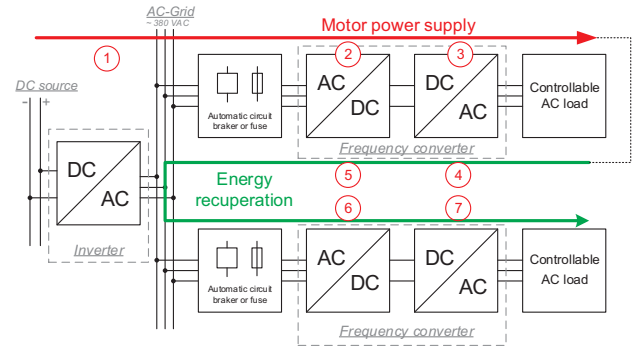 AC-Grid
~ 380 VAC
Motor power supply
1
2
3
DC source
- +
AC
DC
DC
AC
Automatic circuit
braker or fuse
Controllable
AC load
Frequency converter
DC
AC
Inverter
Energy
recuperation
5
4
6
7
AC
DC
DC
AC
Automatic circuit
braker or fuse
Controllable
AC load
Frequency converter